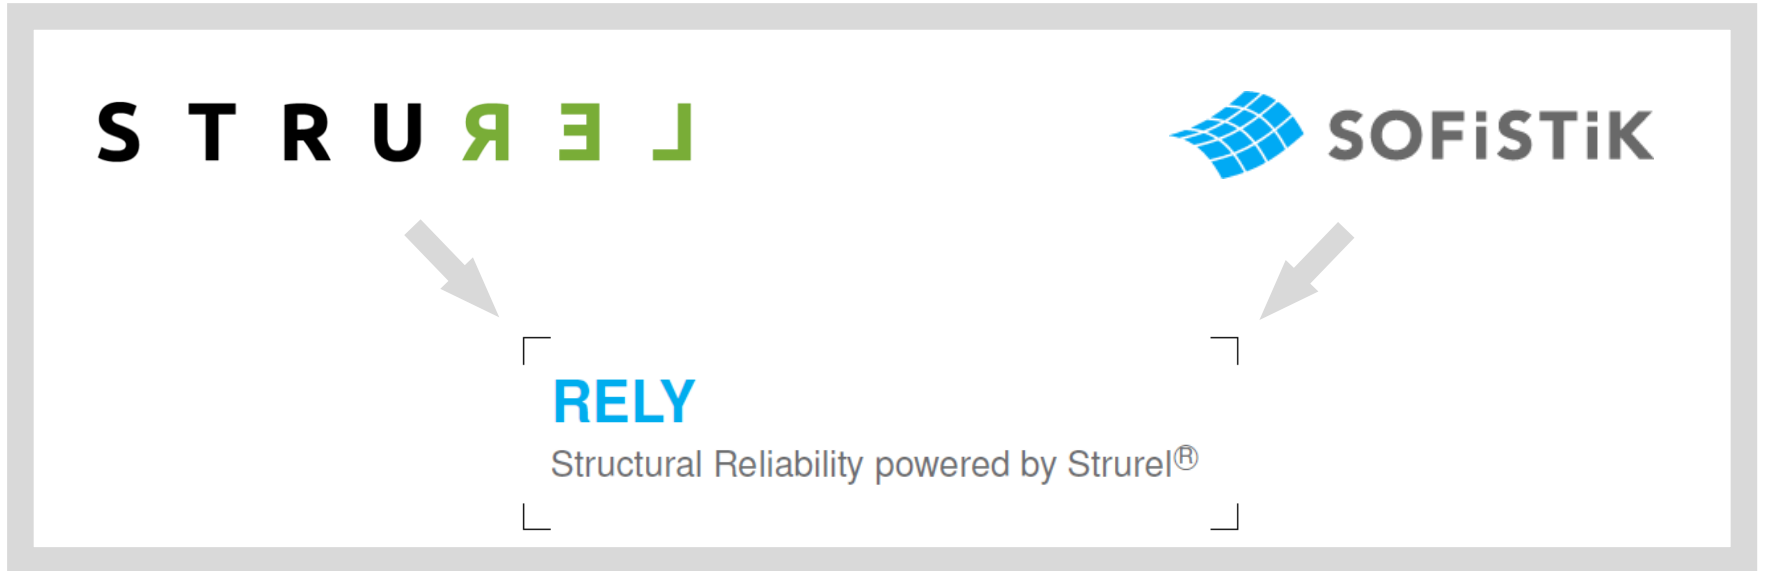 STRUREL
SOFiSTiK
RELY
Structural Reliability powered by Strurel®